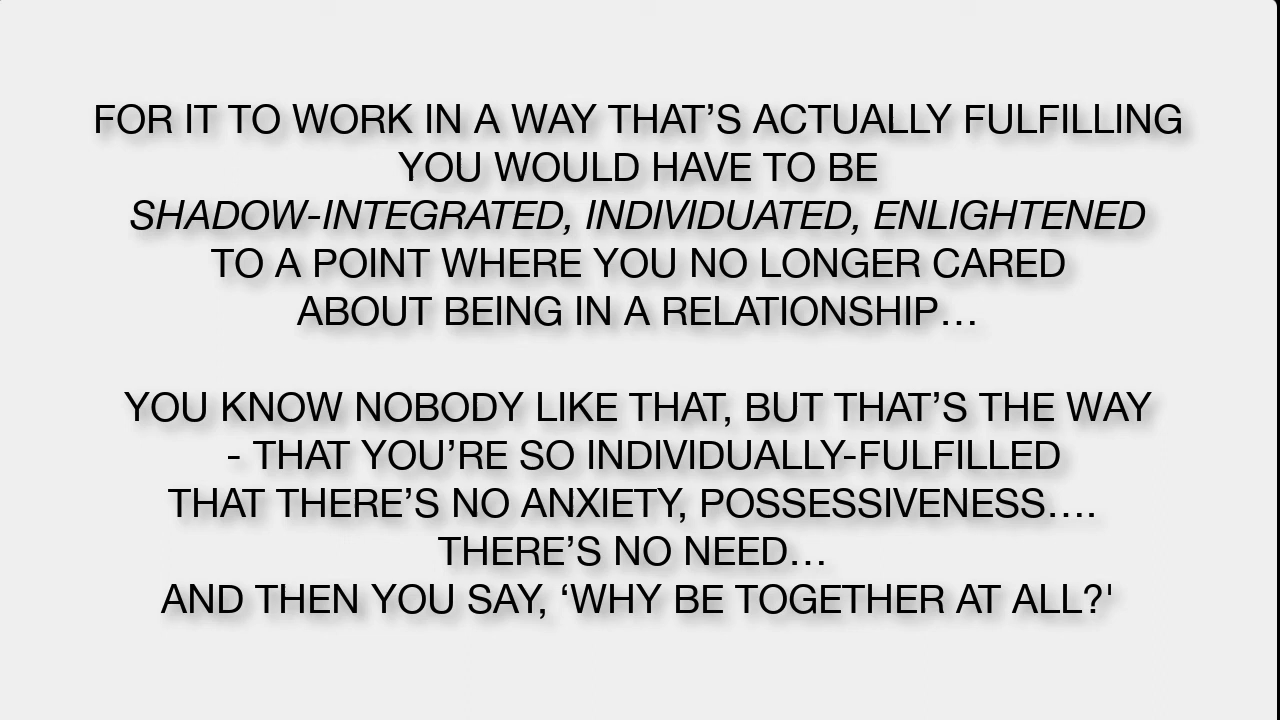 FOR IT TO WORK IN A WAY THAT’S ACTUALLY FULFILLING
YOU WOULD HAVE TO BE
SHADOW-INTEGRATED, INDIVIDUATED, ENLIGHTENED
TO A POINT WHERE YOU NO LONGER CARED
ABOUT BEING IN A RELATIONSHIP…
YOU KNOW NOBODY LIKE THAT, BUT THAT’S THE WAY
- THAT YOU’RE SO INDIVIDUALLY-FULFILLED
THAT THERE’S NO ANXIETY, POSSESSIVENESS….
THERE’S NO NEED…
AND THEN YOU SAY, ‘WHY BE TOGETHER AT ALL?'